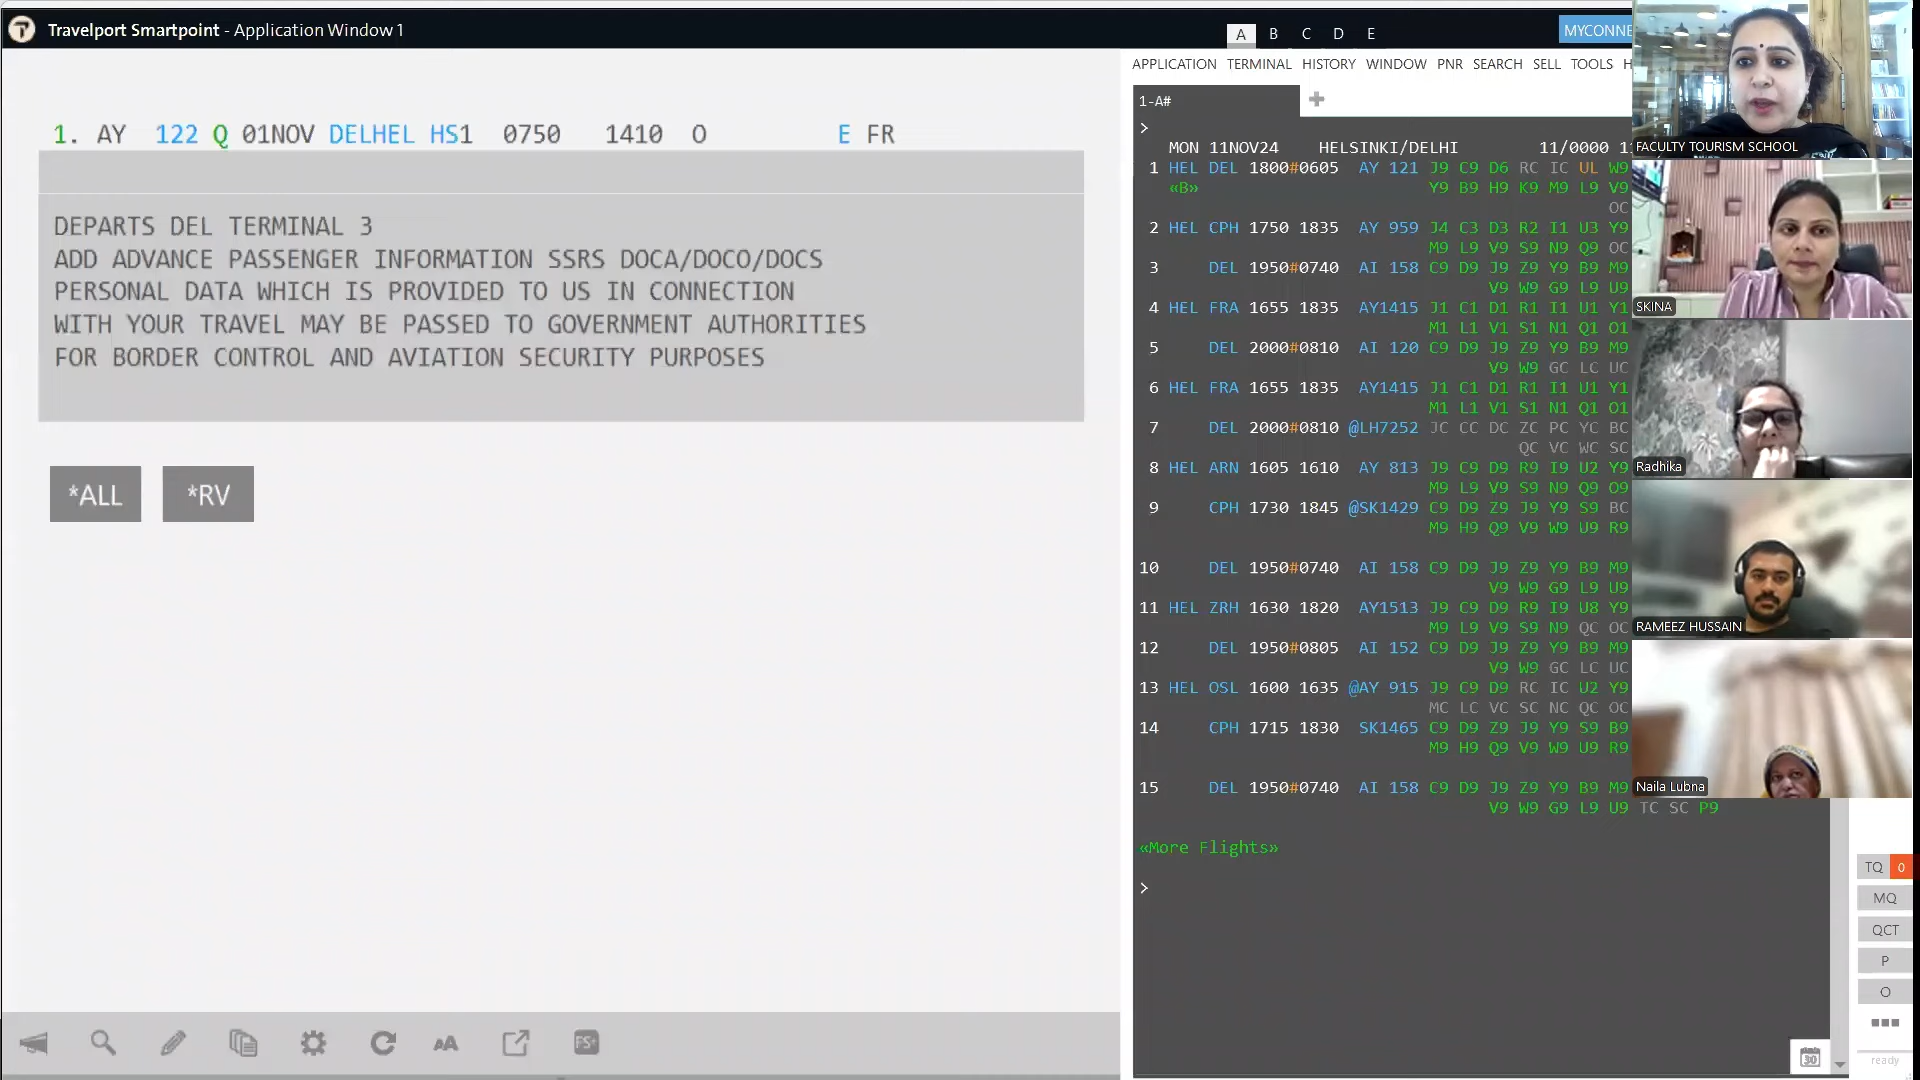 Travelport Smartpoint - Application Window 1
A B C D E
MYCONNE
1. AY 122 Q 01NOV DELHEL HS1 0750 1410 O E FR
DEPARTS DEL TERMINAL 3
ADD ADVANCE PASSENGER INFORMATION SSRS DOCA/DOCO/DOCS
PERSONAL DATA WHICH IS PROVIDED TO US IN CONNECTION
WITH YOUR TRAVEL MAY BE PASSED TO GOVERNMENT AUTHORITIES
FOR BORDER CONTROL AND AVIATION SECURITY PURPOSES
*ALL *RV
AA
FS+
APPLICATION TERMINAL HISTORY WINDOW PNR SEARCH SELL TOOLS H
1-A#
>
MON 11NOV24 HELSINKI/DELHI 11/0000 11
1 HEL DEL 1800#0605 AY 121 J9 C9 D6 RC IC UL W9
«B» Y9 B9 H9 K9 M9 L9 V9
OC
2 HEL CPH 1750 1835 AY 959 J4 C3 D3 R2 I1 U3 Y9
M9 L9 V9 S9 N9 Q9 OC
3 DEL 1950#0740 AI 158 C9 D9 J9 Z9 Y9 B9 M9
V9 W9 G9 L9 U9
4 HEL FRA 1655 1835 AY1415 J1 C1 D1 R1 I1 U1 Y1
M1 L1 V1 S1 N1 Q1 O1
5 DEL 2000#0810 AI 120 C9 D9 J9 Z9 Y9 B9 M9
V9 W9 GC LC UC
6 HEL FRA 1655 1835 AY1415 J1 C1 D1 R1 I1 U1 Y1
M1 L1 V1 S1 N1 Q1 O1
7 DEL 2000#0810 @LH7252 JC CC DC ZC PC YC BC
QC VC WC SC
8 HEL ARN 1605 1610 AY 813 J9 C9 D9 R9 I9 U2 Y9
M9 L9 V9 S9 N9 Q9 O9
9 CPH 1730 1845 @SK1429 C9 D9 Z9 J9 Y9 S9 BC
M9 H9 Q9 V9 W9 U9 R9
10 DEL 1950#0740 AI 158 C9 D9 J9 Z9 Y9 B9 M9
V9 W9 G9 L9 U9
11 HEL ZRH 1630 1820 AY1513 J9 C9 D9 R9 I9 U8 Y9
M9 L9 V9 S9 N9 QC OC
12 DEL 1950#0805 AI 152 C9 D9 J9 Z9 Y9 B9 M9
V9 W9 GC LC UC
13 HEL OSL 1600 1635 @AY 915 J9 C9 D9 RC IC U2 Y9
MC LC VC SC NC QC OC
14 CPH 1715 1830 SK1465 C9 D9 Z9 J9 Y9 S9 B9
M9 H9 Q9 V9 W9 U9 R9
15 DEL 1950#0740 AI 158 C9 D9 J9 Z9 Y9 B9 M9
V9 W9 G9 L9 U9 TC SC P9
«More Flights»
>
FACULTY TOURISM SCHOOL
SKINA
Radhika
RAMEEZ HUSSAIN
Naila Lubna
TQ 0
MQ
QCT
P
O
30
ready